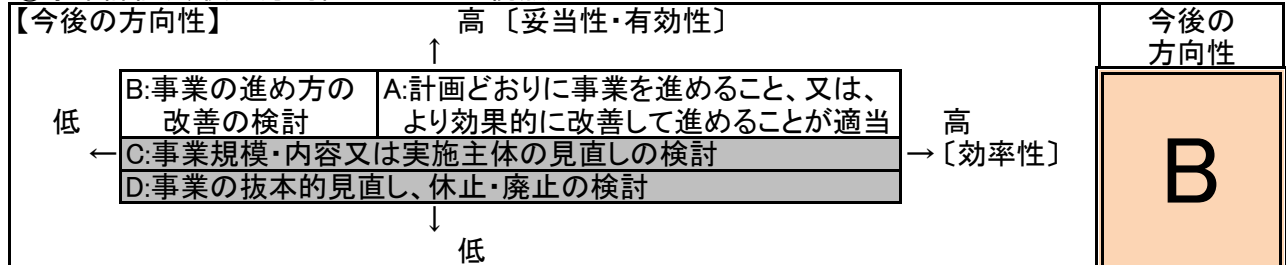 【今後の方向性】
高 〔妥当性・有効性〕
今後の
方向性
↑
B:事業の進め方の
改善の検討
A:計画どおりに事業を進めること、又は、
より効果的に改善して進めることが適当
低
←
高
→〔効率性〕
C:事業規模・内容又は実施主体の見直しの検討
D:事業の抜本的見直し、休止・廃止の検討
↓
低
B